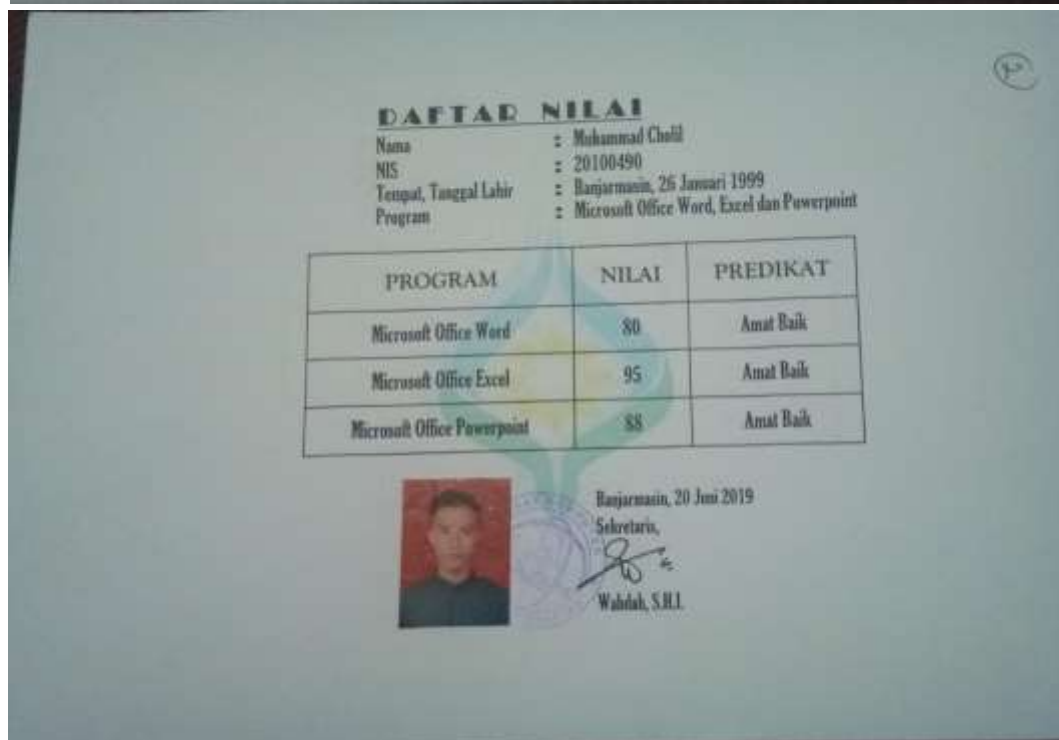 DAFTAR NILAI
Nama : Muhammad Cholil
NIS : 20100490
Tempat, Tanggal Lahir : Banjarmasin, 26 Januari 1999
Program : Microsoft Office Word, Excel dan Powerpoint
PROGRAM NILAI PREDIKAT
Microsoft Office Word 80 Amat Baik
Microsoft Office Excel 95 Amat Baik
Microsoft Office Powerpoint 88 Amat Baik
Banjarmasin, 20 Juni 2019
Sekretaris,
Wahdah, S.H.I.